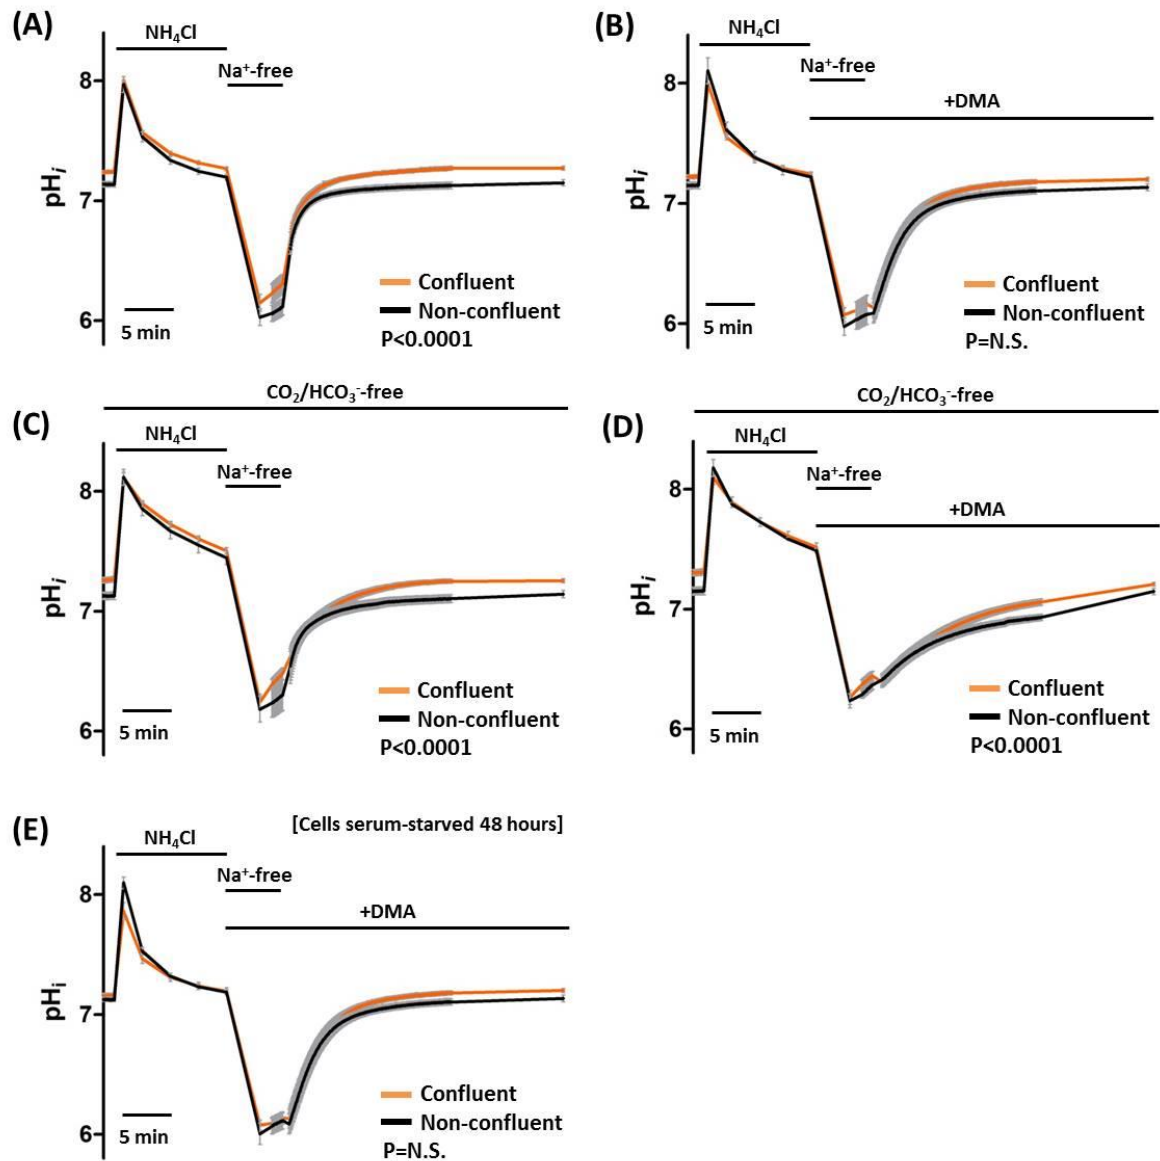 (A)
NH₄Cl
Na⁺-free
8
7
6
pHᵢ
5 min
Confluent
Non-confluent
P<0.0001
(B)
NH₄Cl
Na⁺-free
+DMA
8
7
6
pHᵢ
5 min
Confluent
Non-confluent
P=N.S.
CO₂/HCO₃⁻-free
(C)
NH₄Cl
Na⁺-free
8
7
6
pHᵢ
5 min
Confluent
Non-confluent
P<0.0001
CO₂/HCO₃⁻-free
(D)
NH₄Cl
Na⁺-free
+DMA
8
7
6
pHᵢ
5 min
Confluent
Non-confluent
P<0.0001
(E)
[Cells serum-starved 48 hours]
NH₄Cl
Na⁺-free
+DMA
8
7
6
pHᵢ
5 min
Confluent
Non-confluent
P=N.S.